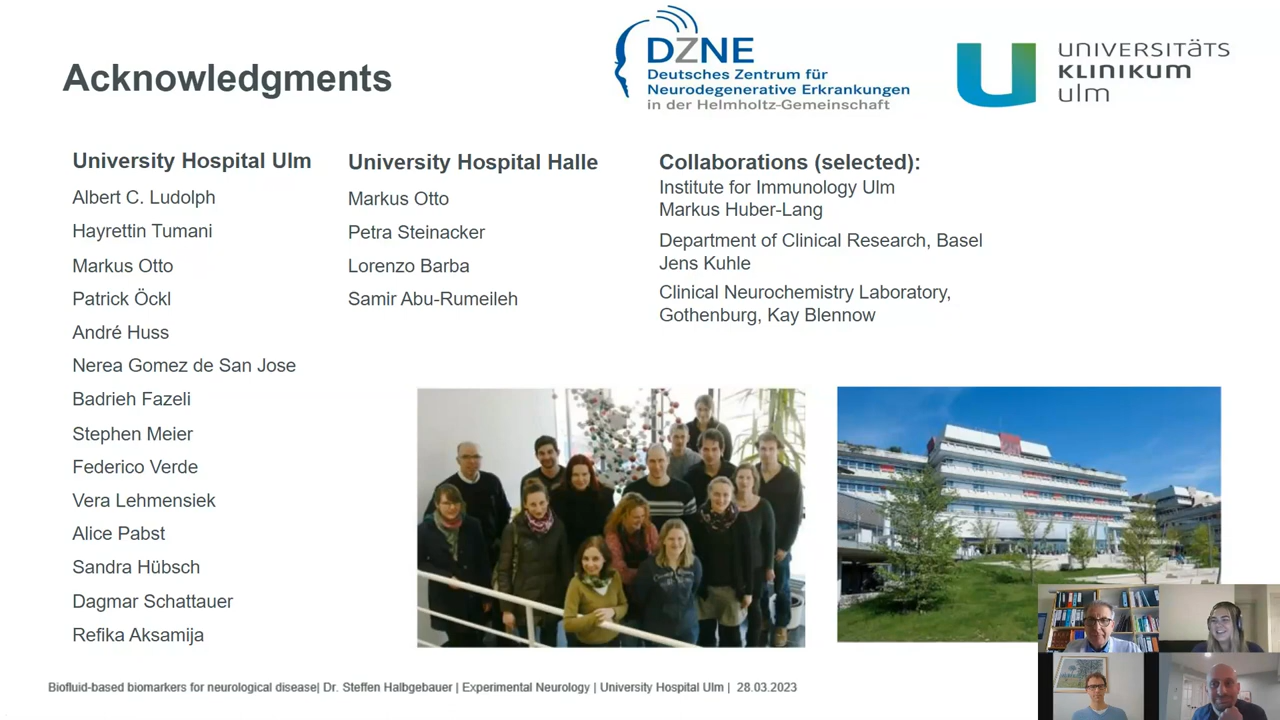 Acknowledgments
DZNE
Deutsches Zentrum für
Neurodegenerative Erkrankungen
in der Helmholtz-Gemeinschaft
UNIVERSITÄTS
KLINIKUM
ulm
University Hospital Ulm
Albert C. Ludolph
Hayrettin Tumani
Markus Otto
Patrick Öckl
André Huss
Nerea Gomez de San Jose
Badrieh Fazeli
Stephen Meier
Federico Verde
Vera Lehmensiek
Alice Pabst
Sandra Hübsch
Dagmar Schattauer
Refika Aksamija
University Hospital Halle
Markus Otto
Petra Steinacker
Lorenzo Barba
Samir Abu-Rumeileh
Collaborations (selected):
Institute for Immunology Ulm
Markus Huber-Lang
Department of Clinical Research, Basel
Jens Kuhle
Clinical Neurochemistry Laboratory,
Gothenburg, Kay Blennow
Biofluid-based biomarkers for neurological disease| Dr. Steffen Halbgebauer | Experimental Neurology | University Hospital Ulm | 28.03.2023